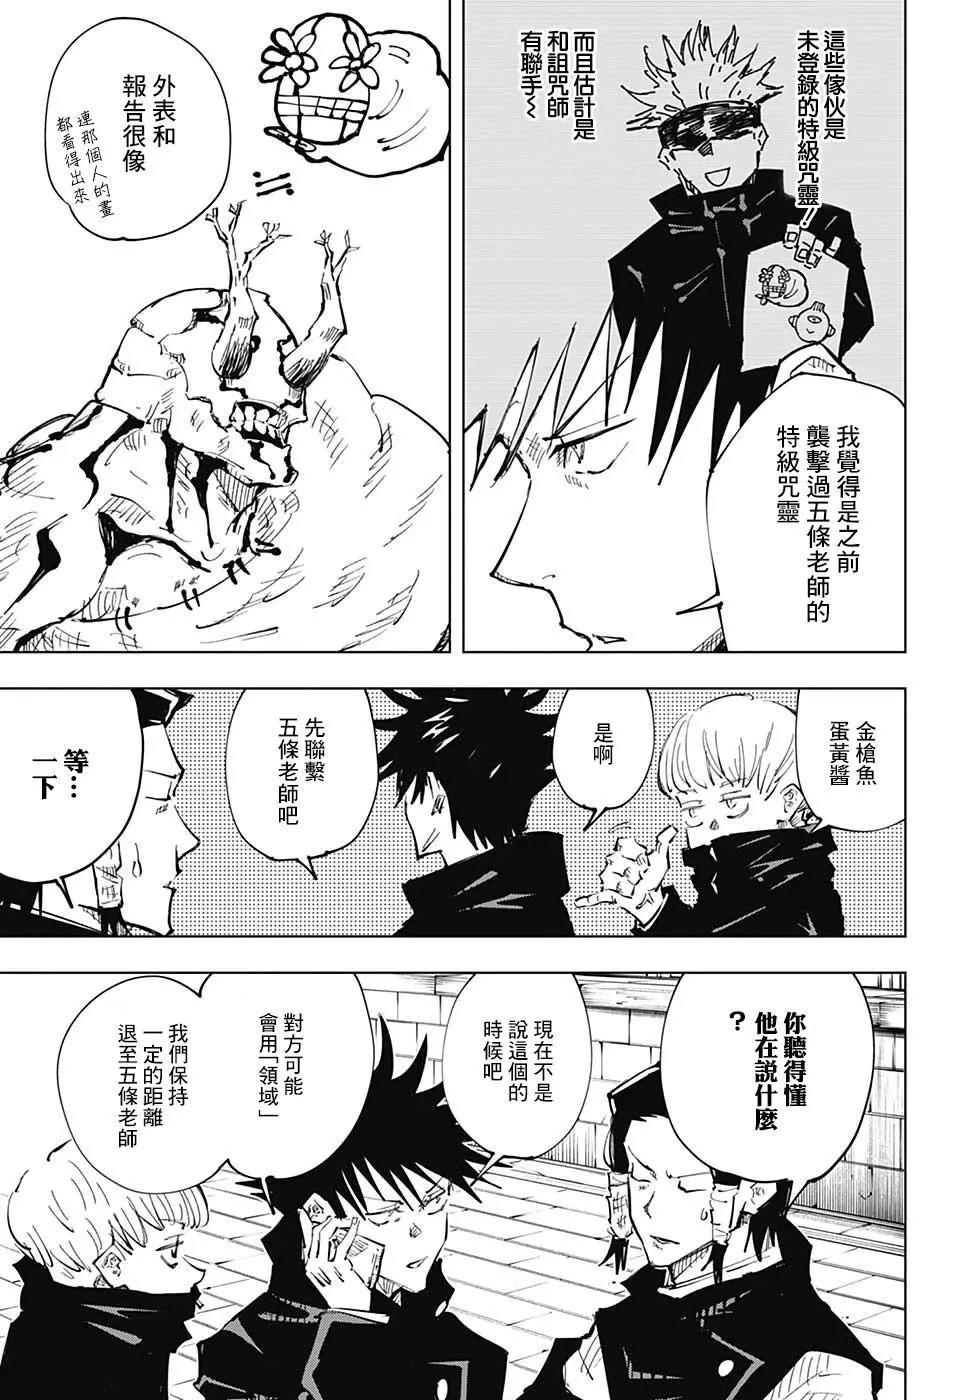 這些傢伙是
未登錄的特級咒靈！
而且估計是
和詛咒師
有聯手～
我覺得是之前
襲擊過五條老師的
特級咒靈
外表和
報告很像
連那個人的畫
都看得出來
金槍魚
蛋黃醬
是啊
先聯繫
五條老師吧
等…
一下
你聽得懂
他在說什麼
？
現在不是
說這個的
時候吧
對方可能
會用「領域」
我們保持
一定的距離
退至五條老師